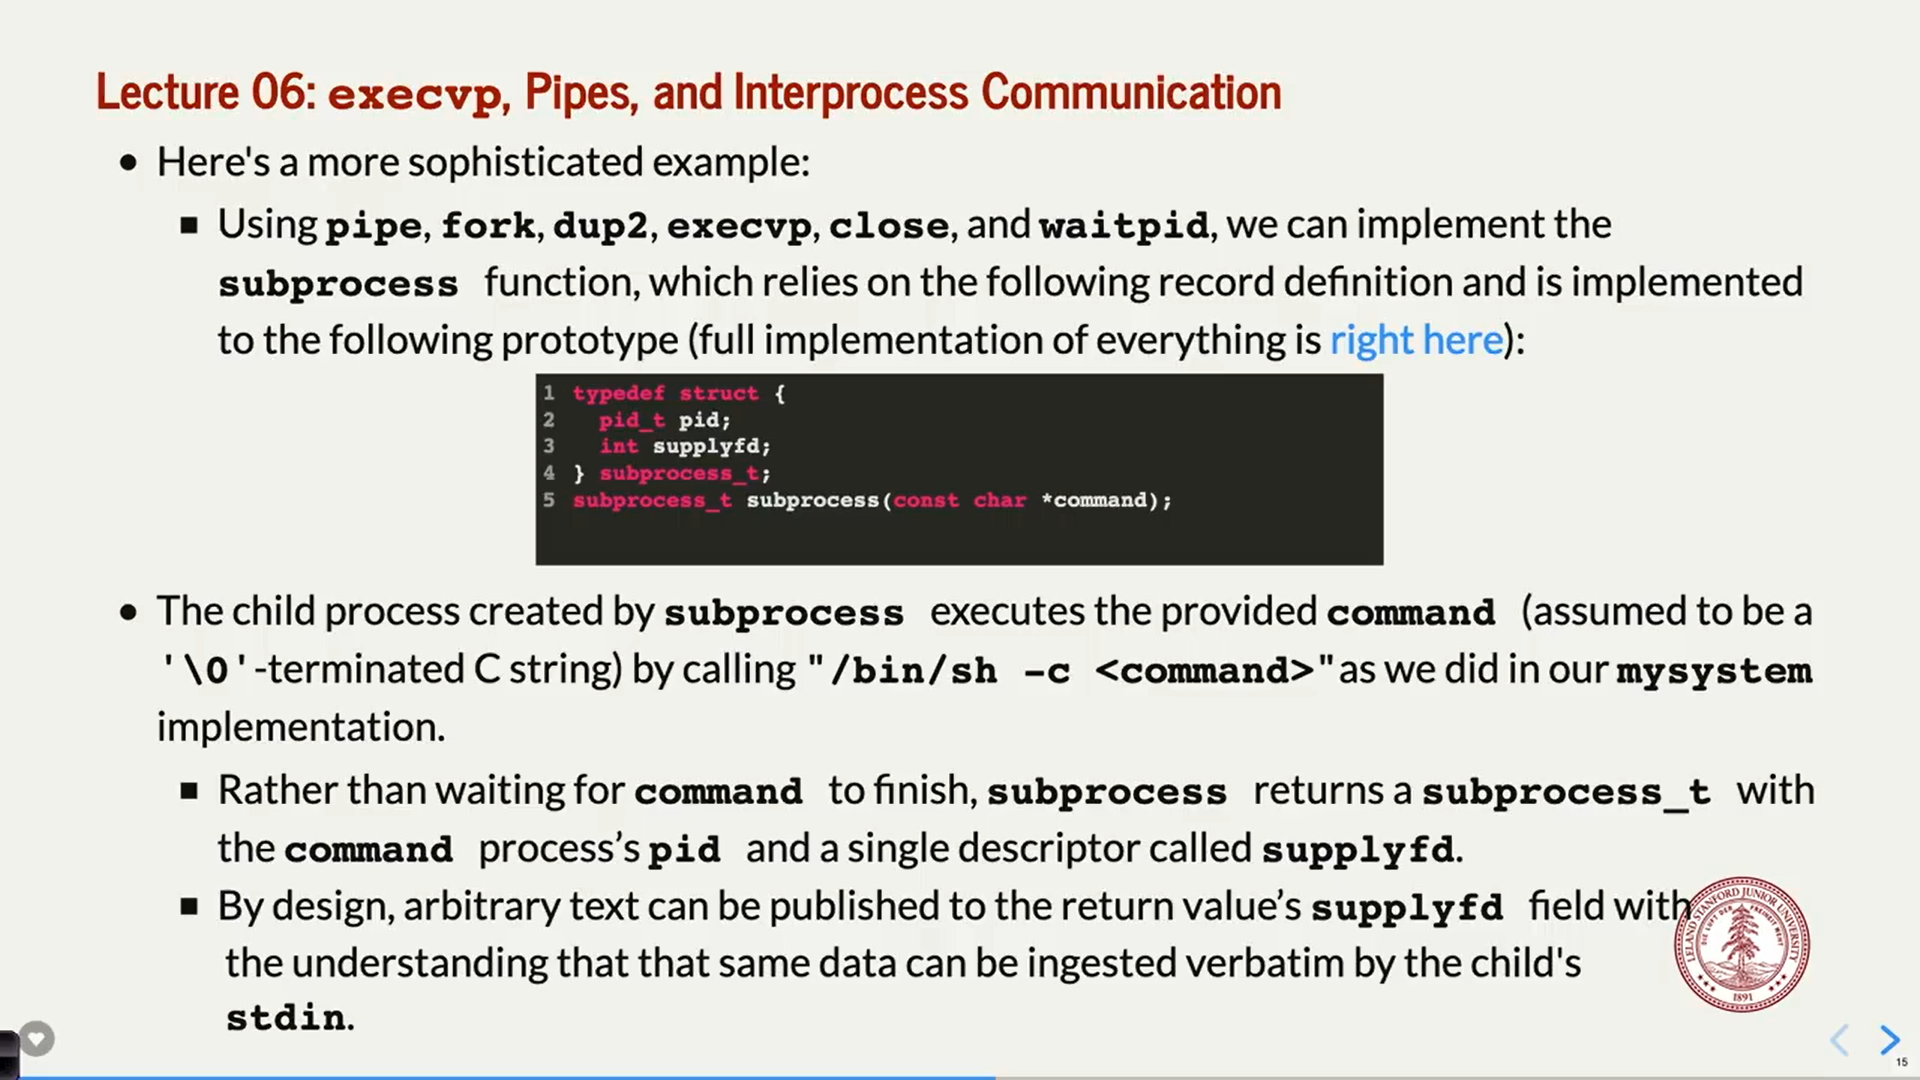 Lecture 06: execvp, Pipes, and Interprocess Communication
• Here's a more sophisticated example:
▪ Using pipe, fork, dup2, execvp, close, and waitpid, we can implement the
subprocess function, which relies on the following record definition and is implemented
to the following prototype (full implementation of everything is right here):
1 typedef struct {
2 pid_t pid;
3 int supplyfd;
4 } subprocess_t;
5 subprocess_t subprocess(const char *command);
• The child process created by subprocess executes the provided command (assumed to be a
'\0'-terminated C string) by calling "/bin/sh -c <command>"as we did in our mysystem
implementation.
▪ Rather than waiting for command to finish, subprocess returns a subprocess_t with
the command process’s pid and a single descriptor called supplyfd.
▪ By design, arbitrary text can be published to the return value’s supplyfd field with
the understanding that that same data can be ingested verbatim by the child's
stdin.
LELAND STANFORD JUNIOR UNIVERSITY
1891
15